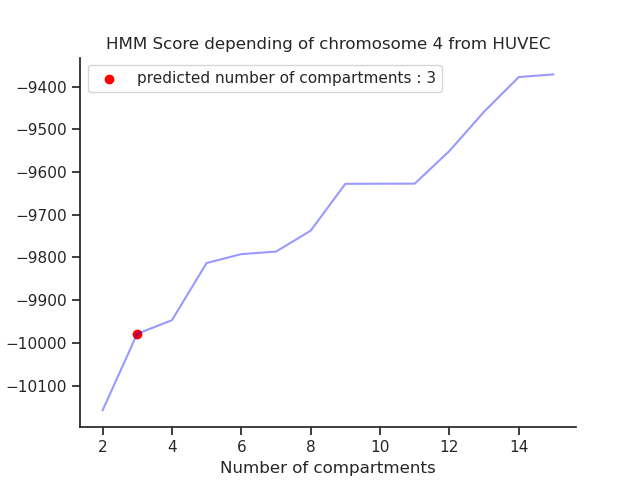 HMM Score depending of chromosome 4 from HUVEC
predicted number of compartments : 3
−9400
−9500
−9600
−9700
−9800
−9900
−10000
−10100
2 4 6 8 10 12 14
Number of compartments